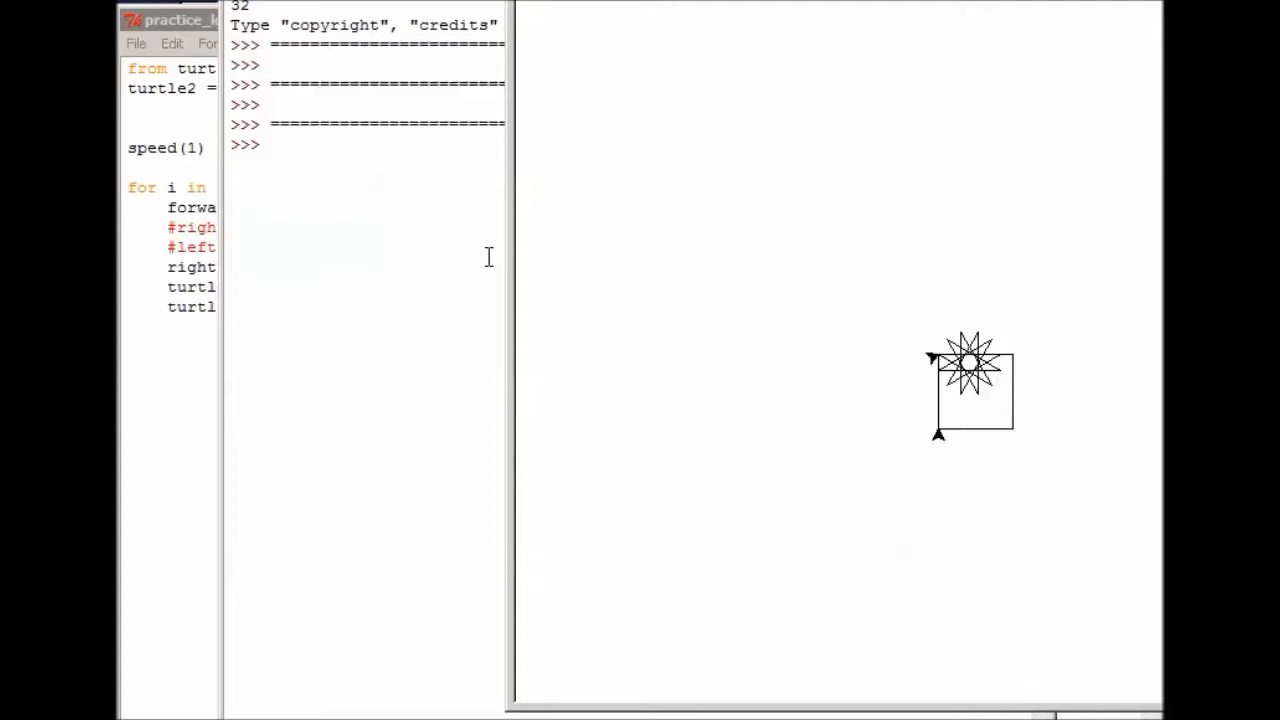 practice_lo
File Edit For
from turt
turtle2 =
speed(1)
for i in
forwa
#righ
#left
right
turtl
turtl
32
Type "copyright", "credits"
>>> ========================
>>>
>>> ========================
>>>
>>> ========================
>>>